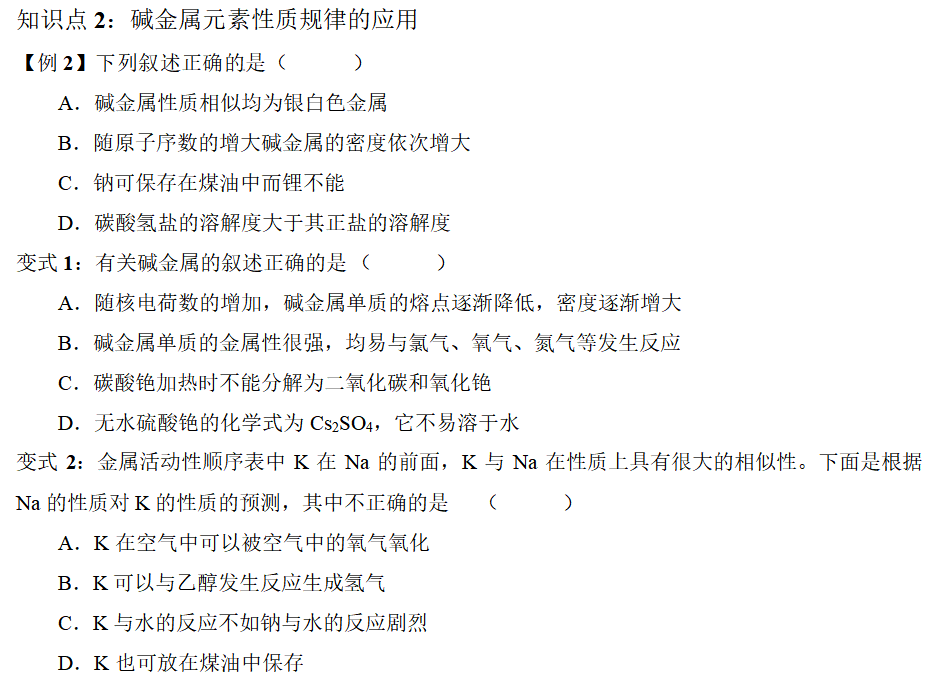 知识点 2：碱金属元素性质规律的应用
【例 2】下列叙述正确的是（　　　）
A．碱金属性质相似均为银白色金属
B．随原子序数的增大碱金属的密度依次增大
C．钠可保存在煤油中而锂不能
D．碳酸氢盐的溶解度大于其正盐的溶解度
变式 1：有关碱金属的叙述正确的是（　　　）
A．随核电荷数的增加，碱金属单质的熔点逐渐降低，密度逐渐增大
B．碱金属单质的金属性很强，均易与氯气、氧气、氮气等发生反应
C．碳酸铯加热时不能分解为二氧化碳和氧化铯
D．无水硫酸铯的化学式为 Cs₂SO₄，它不易溶于水
变式 2：金属活动性顺序表中 K 在 Na 的前面，K 与 Na 在性质上具有很大的相似性。下面是根据
Na 的性质对 K 的性质的预测，其中不正确的是　（　　　）
A．K 在空气中可以被空气中的氧气氧化
B．K 可以与乙醇发生反应生成氢气
C．K 与水的反应不如钠与水的反应剧烈
D．K 也可放在煤油中保存